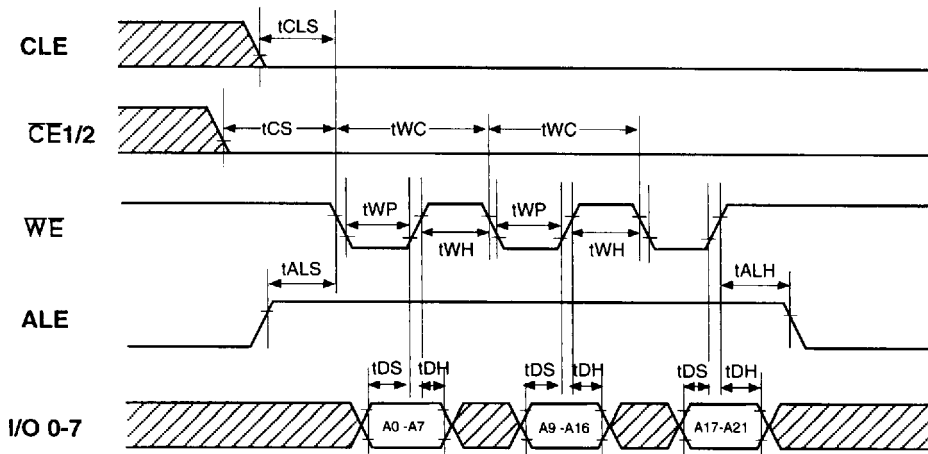 CLE
tCLS
CE1/2
tCS
tWC
tWC
WE
tWP
tWP
tWH
tWH
tALS
tALH
ALE
tDS
tDH
tDS
tDH
tDS
tDH
I/O 0-7
A0 -A7
A9 -A16
A17-A21